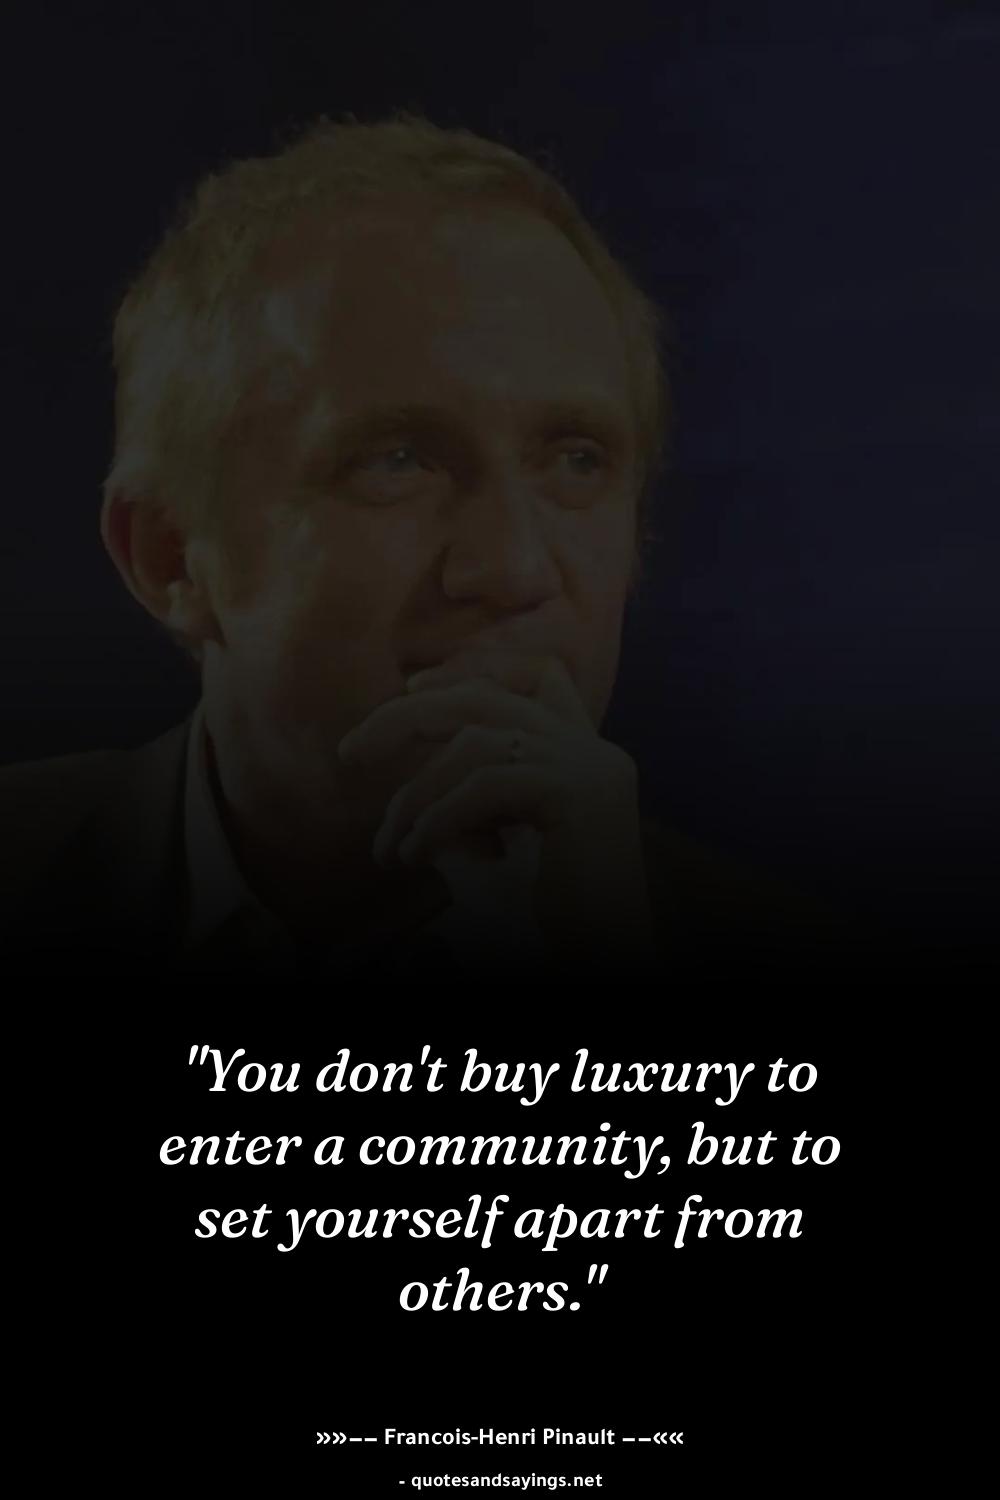 "You don't buy luxury to
enter a community, but to
set yourself apart from
others."
»»−− Francois-Henri Pinault −−««
- quotesandsayings.net